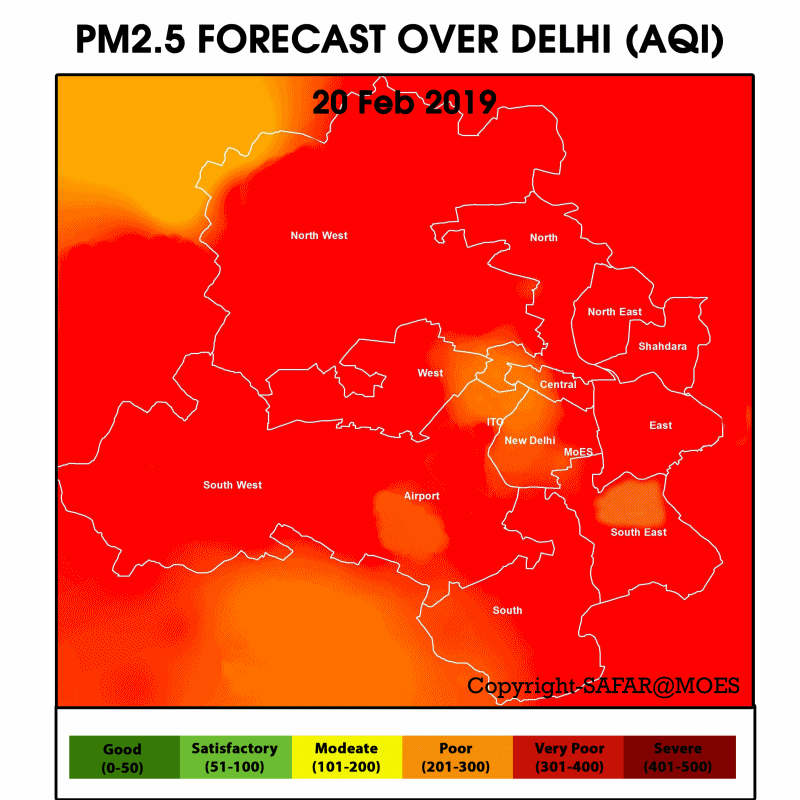 PM2.5 FORECAST OVER DELHI (AQI)
20 Feb 2019
North West
North
North East
Shahdara
West
Central
ITO
New Delhi
East
MoES
South West
Airport
South East
South
Copyright-SAFAR@MOES
Good Satisfactory Modeate Poor Very Poor Severe
(0-50) (51-100) (101-200) (201-300) (301-400) (401-500)